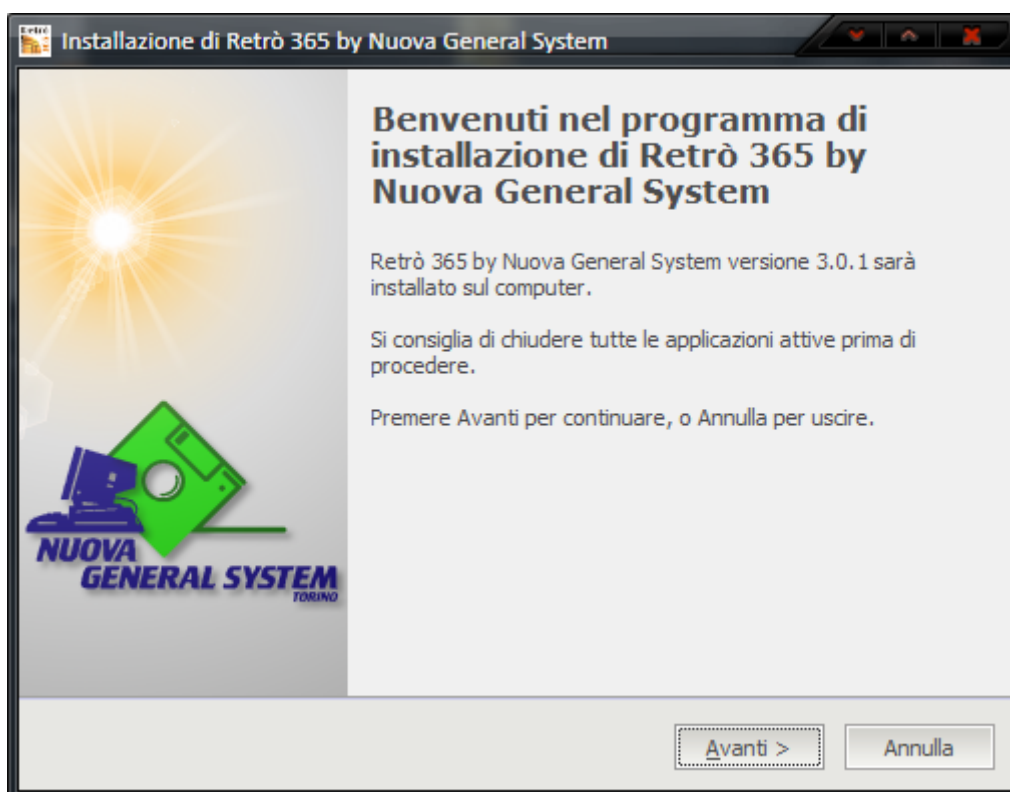 Retrò
Installazione di Retrò 365 by Nuova General System
Benvenuti nel programma di
installazione di Retrò 365 by
Nuova General System
Retrò 365 by Nuova General System versione 3.0.1 sarà
installato sul computer.
Si consiglia di chiudere tutte le applicazioni attive prima di
procedere.
Premere Avanti per continuare, o Annulla per uscire.
NUOVA
GENERAL SYSTEM
TORINO
Avanti >
Annulla